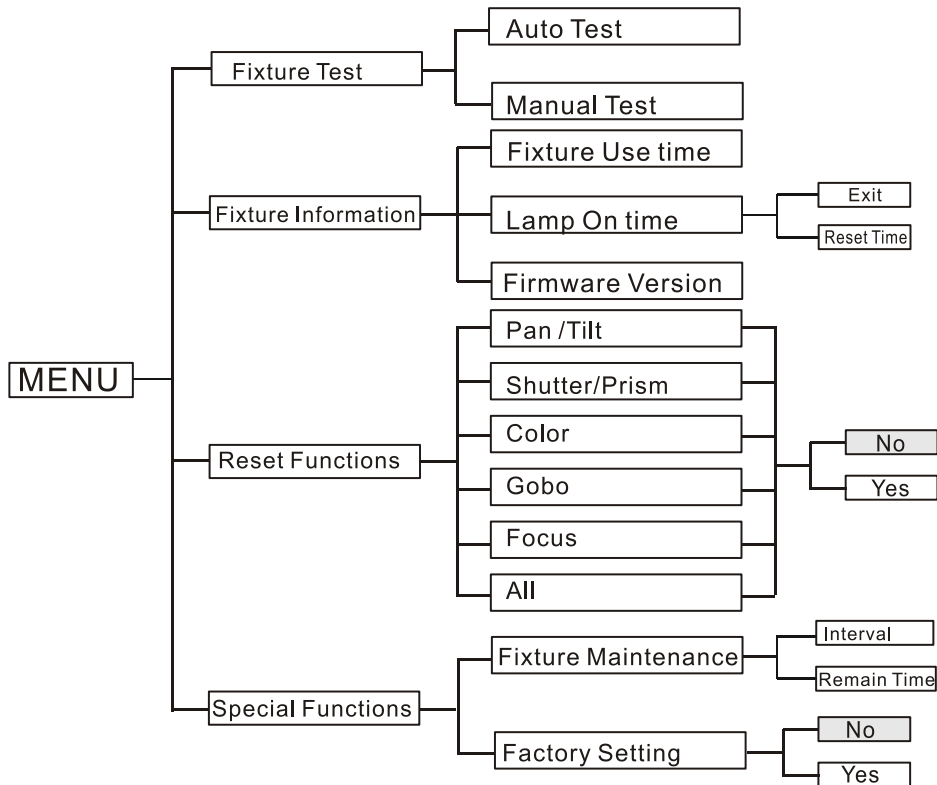 MENU
Fixture Test
Auto Test
Manual Test
Fixture Information
Fixture Use time
Lamp On time
Exit
Reset Time
Firmware Version
Reset Functions
Pan /Tilt
Shutter/Prism
Color
Gobo
Focus
All
No
Yes
Special Functions
Fixture Maintenance
Interval
Remain Time
Factory Setting
No
Yes